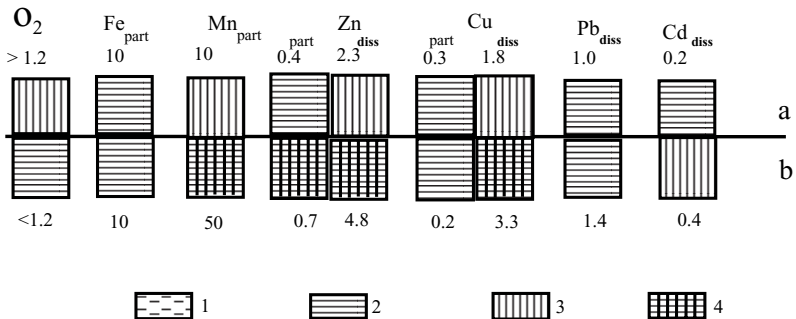 O2 Fe part Mn part Zn Cu Pb diss Cd diss
part diss part diss
> 1.2 10 10 0.4 2.3 0.3 1.8 1.0 0.2
a
b
<1.2 10 50 0.7 4.8 0.2 3.3 1.4 0.4
1 2 3 4